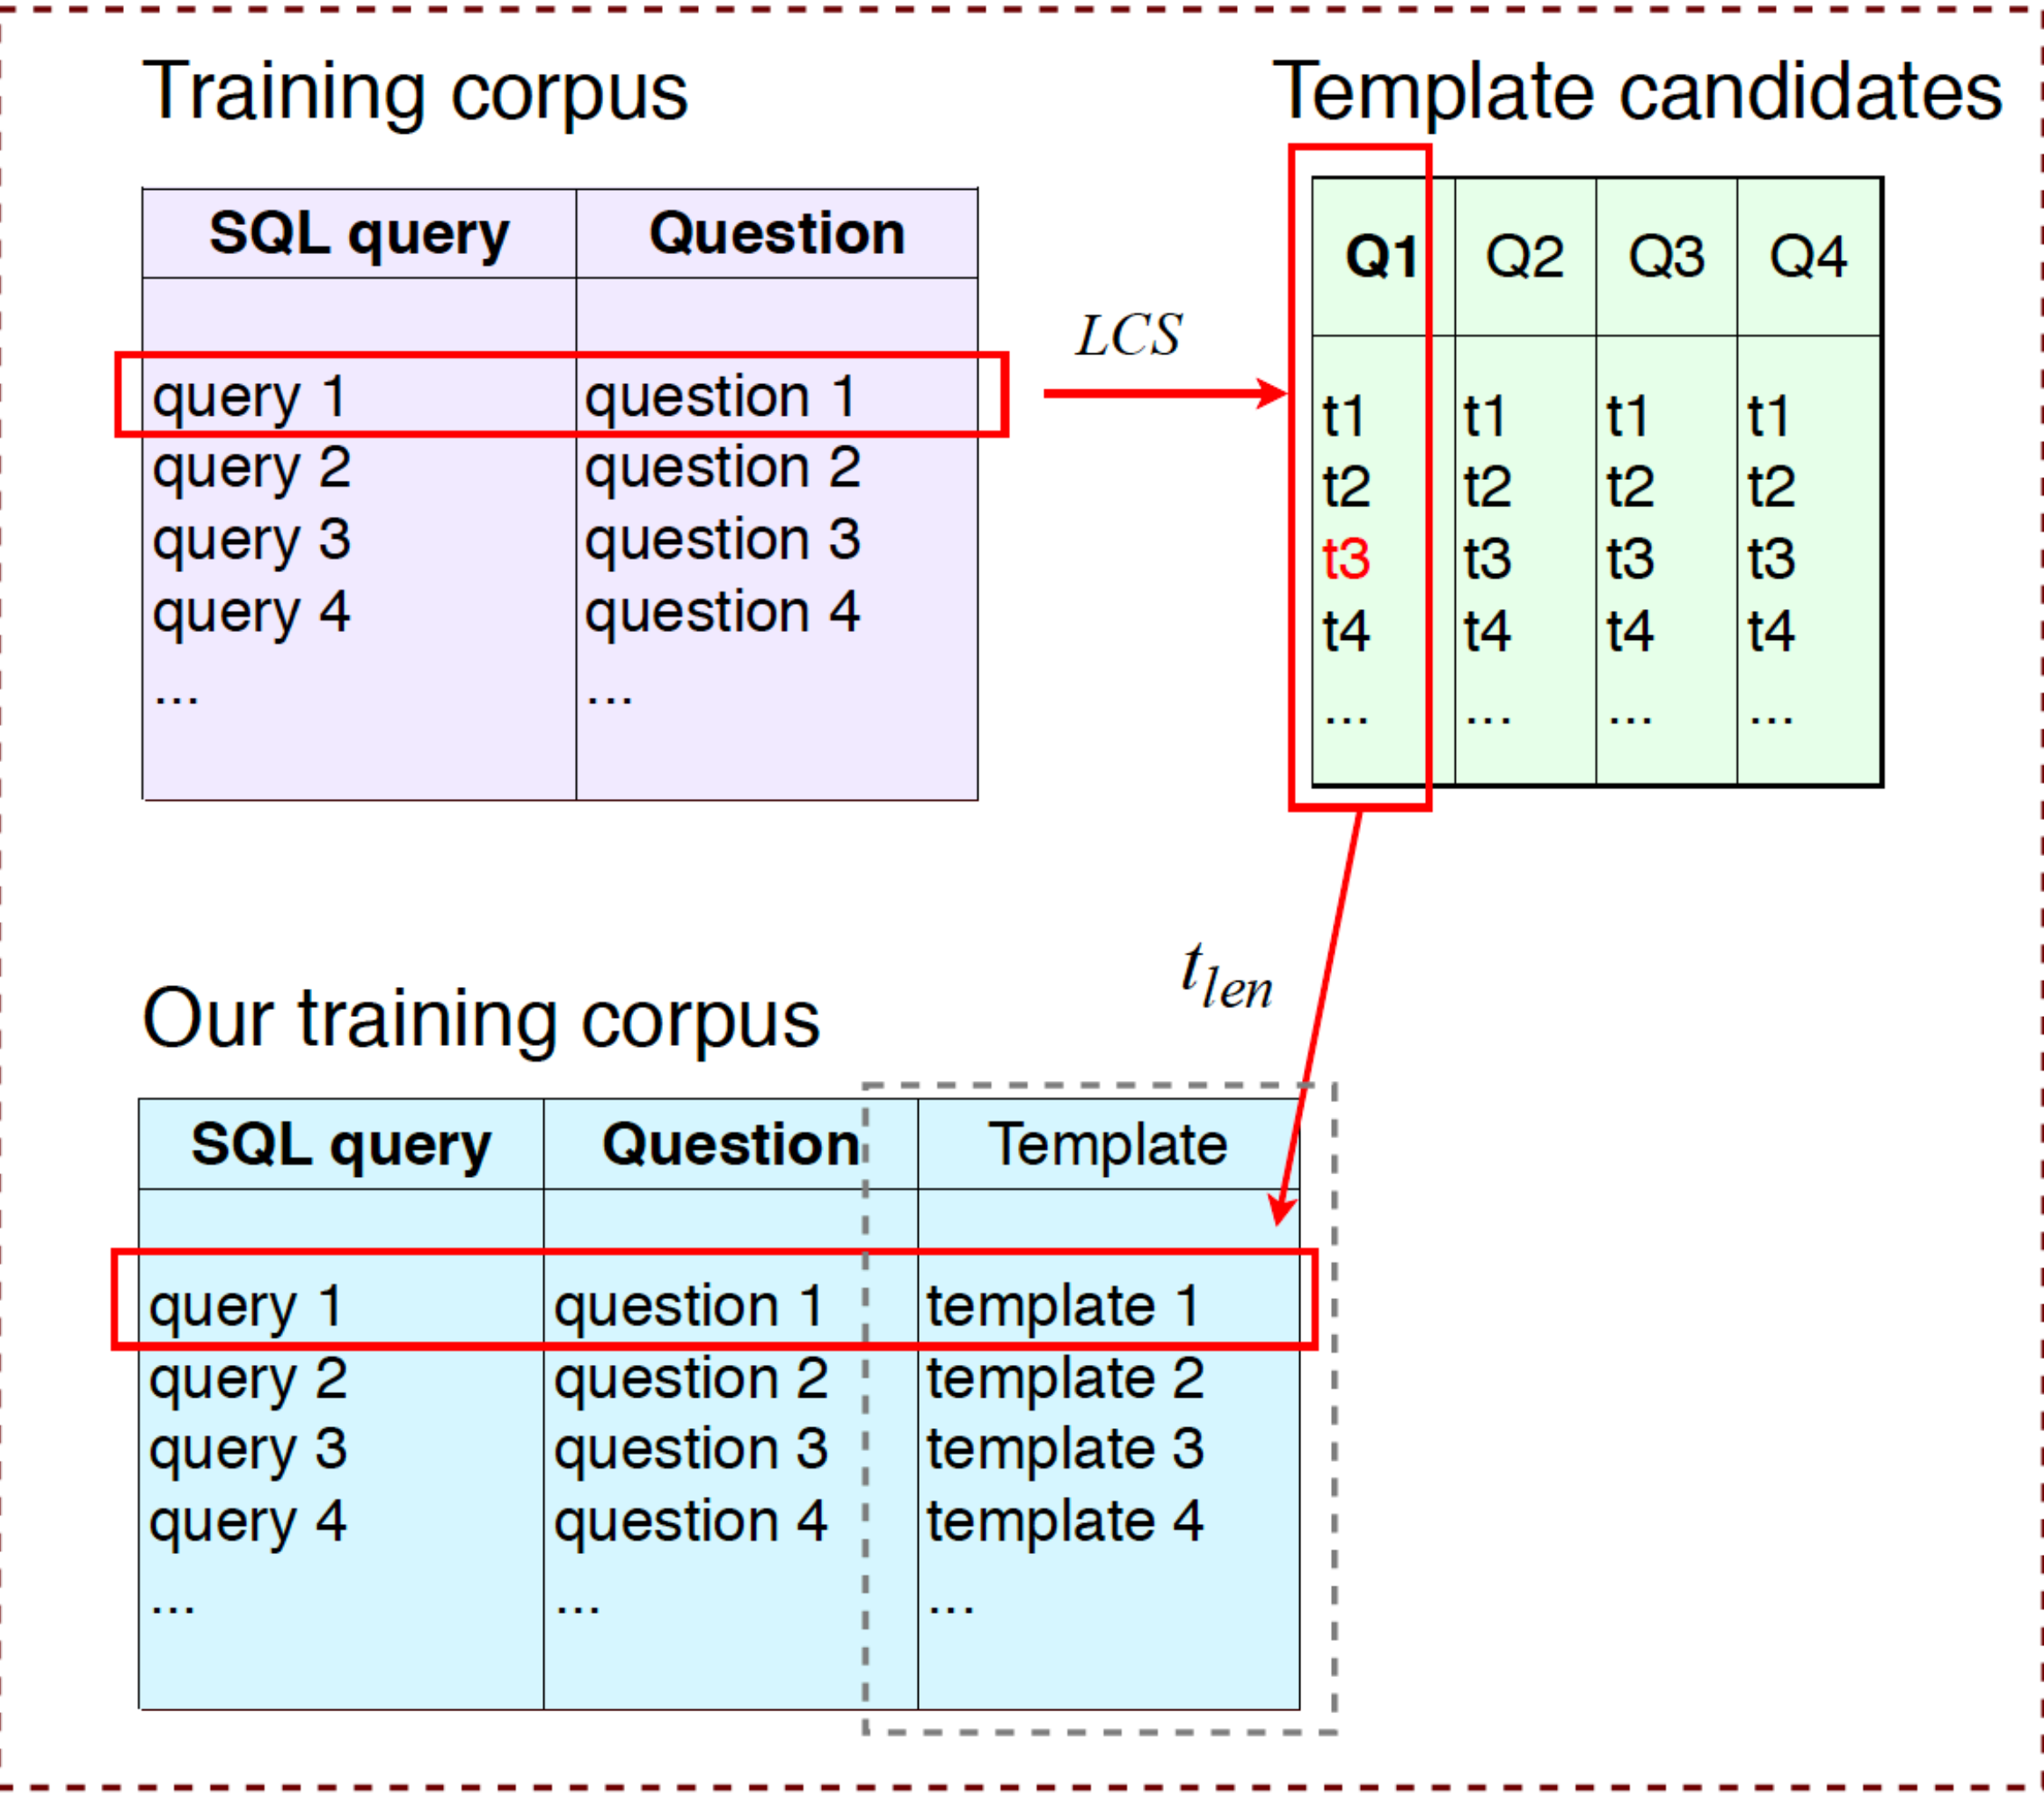 Training corpus
SQL query Question
query 1 question 1
query 2 question 2
query 3 question 3
query 4 question 4
... ...
LCS
Template candidates
Q1 Q2 Q3 Q4
t1 t1 t1 t1
t2 t2 t2 t2
t3 t3 t3 t3
t4 t4 t4 t4
... ... ... ...
t_len
Our training corpus
SQL query Question Template
query 1 question 1 template 1
query 2 question 2 template 2
query 3 question 3 template 3
query 4 question 4 template 4
... ... ...